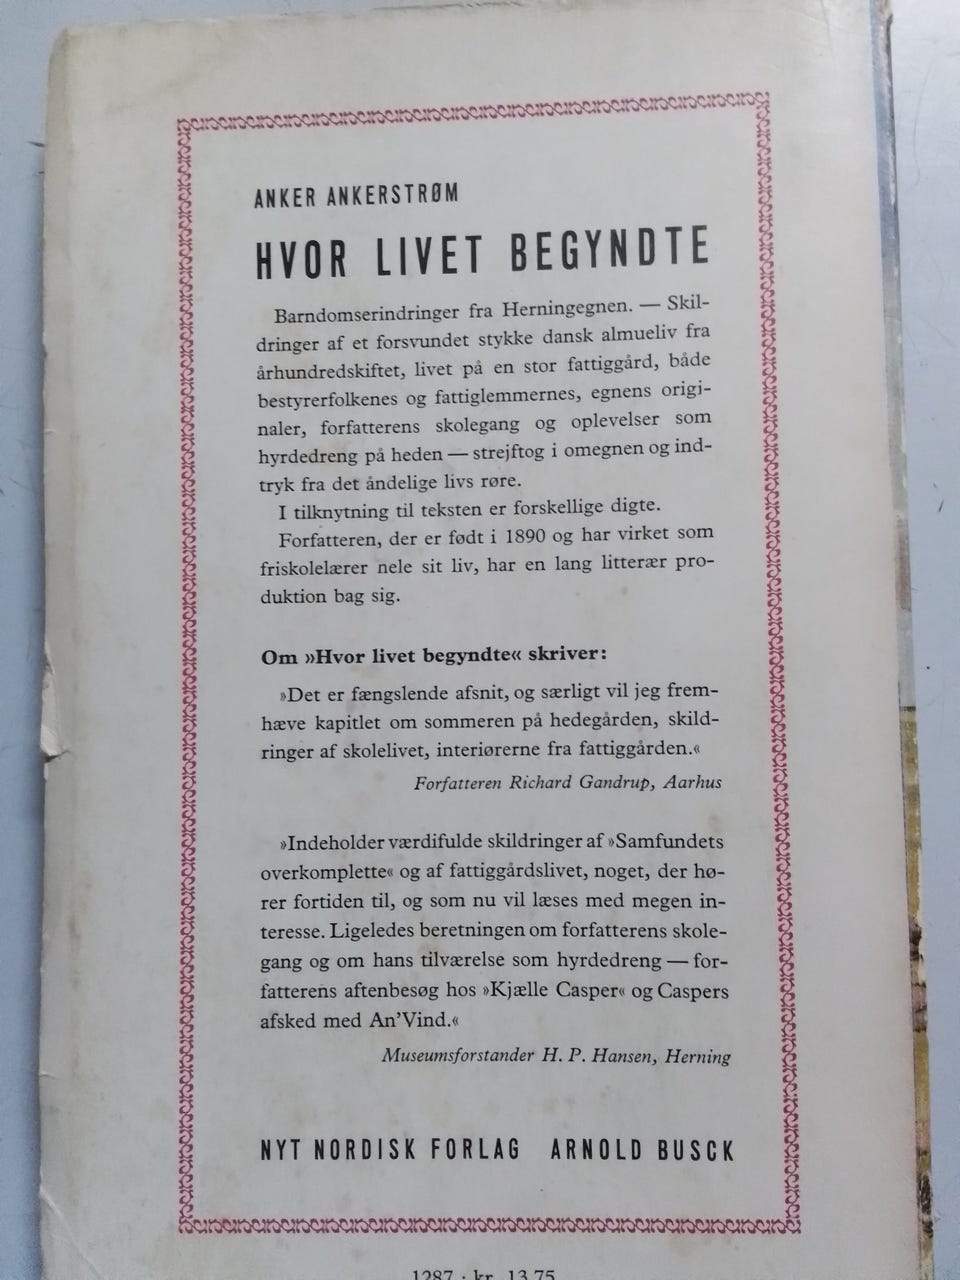 ANKER ANKERSTRØM
HVOR LIVET BEGYNDTE
Barndomserindringer fra Herningegnen. — Skil-
dringer af et forsvundet stykke dansk almueliv fra
århundredskiftet, livet på en stor fattiggård, både
bestyrerfolkenes og fattiglemmernes, egnens origi-
naler, forfatterens skolegang og oplevelser som
hyrdedreng på heden — strejftog i omegnen og ind-
tryk fra det åndelige livs røre.
I tilknytning til teksten er forskellige digte.
Forfatteren, der er født i 1890 og har virket som
friskolelærer nele sit liv, har en lang litterær pro-
duktion bag sig.
Om »Hvor livet begyndte« skriver:
»Det er fængslende afsnit, og særligt vil jeg frem-
hæve kapitlet om sommeren på hedegården, skild-
ringer af skolelivet, interiørerne fra fattiggården.«
Forfatteren Richard Gandrup, Aarhus
»Indeholder værdifulde skildringer af »Samfundets
overkomplette« og af fattiggårdslivet, noget, der hø-
rer fortiden til, og som nu vil læses med megen in-
teresse. Ligeledes beretningen om forfatterens skole-
gang og om hans tilværelse som hyrdedreng — for-
fatterens aftenbesøg hos »Kjælle Casper« og Caspers
afsked med An'Vind.«
Museumsforstander H. P. Hansen, Herning
NYT NORDISK FORLAG ARNOLD BUSCK
1287 · kr. 13,75